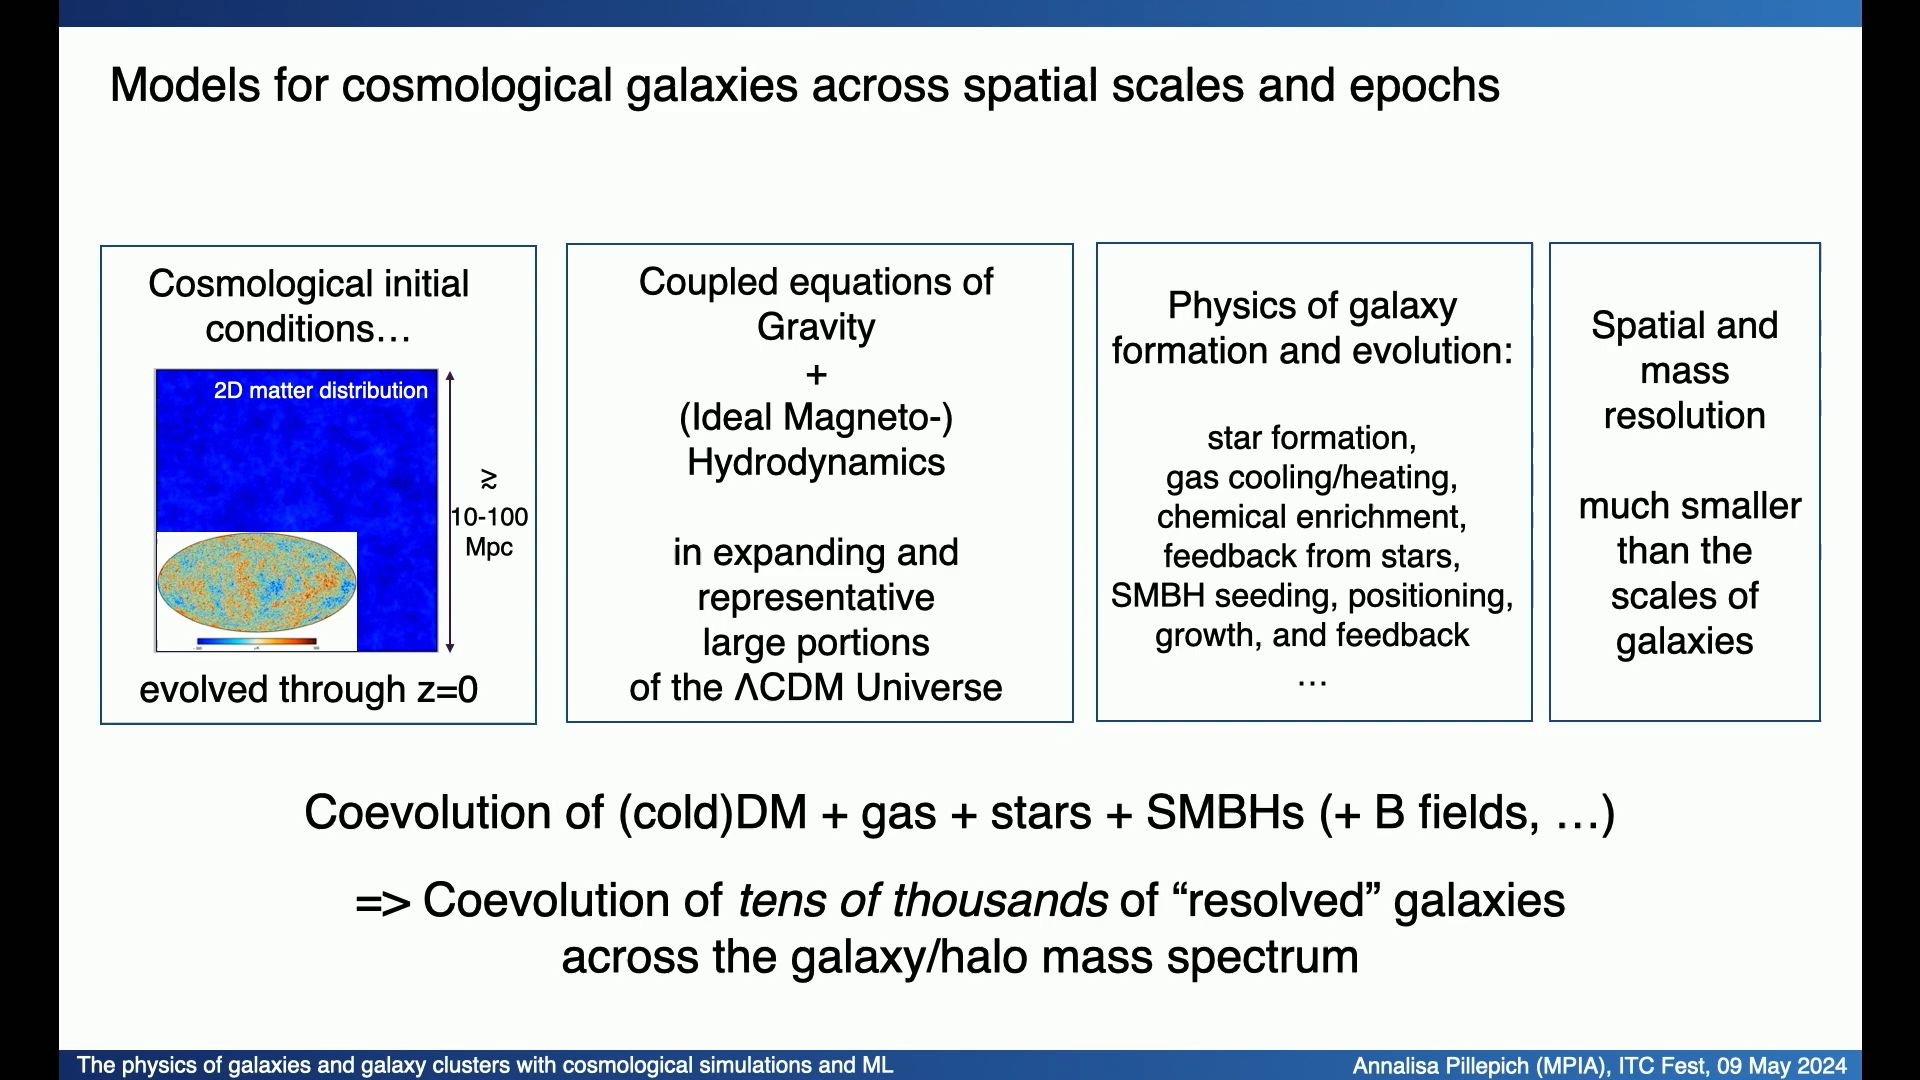 Models for cosmological galaxies across spatial scales and epochs
Cosmological initial
conditions…
2D matter distribution
≳
10-100
Mpc
evolved through z=0
Coupled equations of
Gravity
+
(Ideal Magneto-)
Hydrodynamics
in expanding and
representative
large portions
of the ΛCDM Universe
Physics of galaxy
formation and evolution:
star formation,
gas cooling/heating,
chemical enrichment,
feedback from stars,
SMBH seeding, positioning,
growth, and feedback
…
Spatial and
mass
resolution
much smaller
than the
scales of
galaxies
Coevolution of (cold)DM + gas + stars + SMBHs (+ B fields, …)
=> Coevolution of tens of thousands of “resolved” galaxies
across the galaxy/halo mass spectrum
The physics of galaxies and galaxy clusters with cosmological simulations and ML
Annalisa Pillepich (MPIA), ITC Fest, 09 May 2024